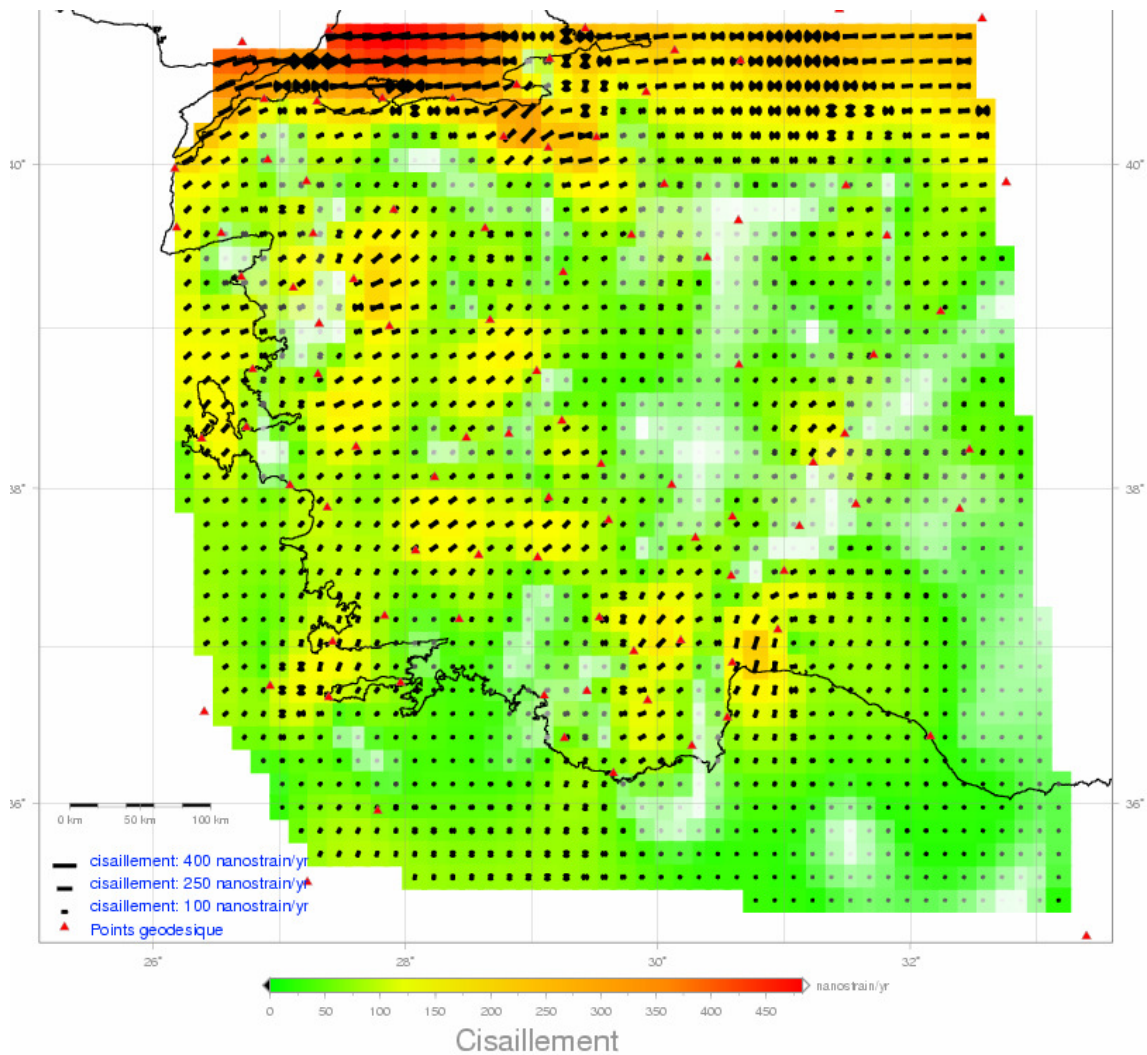 40°
40°
38°
38°
36°
36°
0 km 50 km 100 km
cisaillement: 400 nanostrain/yr
cisaillement: 250 nanostrain/yr
cisaillement: 100 nanostrain/yr
Points geodesique
26° 28° 30° 32°
nanostrain/yr
0 50 100 150 200 250 300 350 400 450
Cisaillement